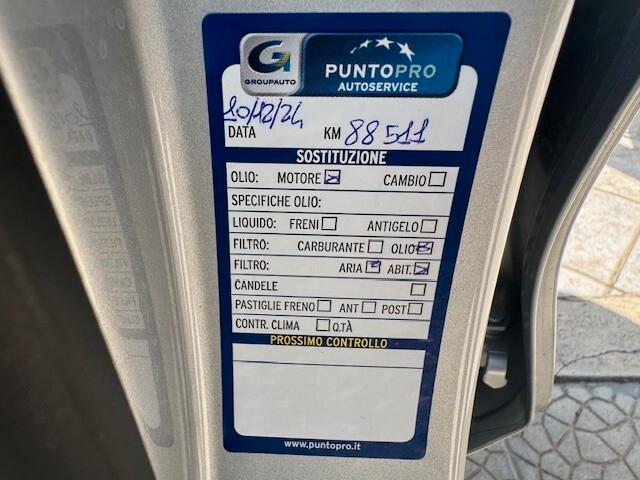 GROUPAUTO
PUNTOPRO
AUTOSERVICE
10/12/24
DATA KM 88511
SOSTITUZIONE
OLIO: MOTORE CAMBIO
SPECIFICHE OLIO:
LIQUIDO: FRENI ANTIGELO
FILTRO: CARBURANTE OLIO
FILTRO: ARIA ABIT.
CANDELE
PASTIGLIE FRENO ANT POST
CONTR. CLIMA Q.TÀ
PROSSIMO CONTROLLO
www.puntopro.it